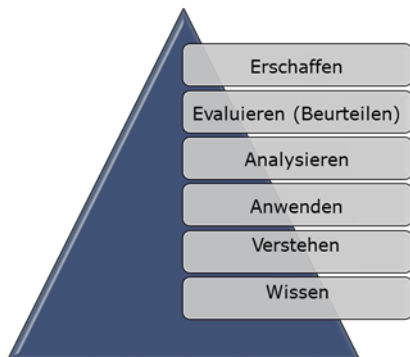 Erschaffen
Evaluieren (Beurteilen)
Analysieren
Anwenden
Verstehen
Wissen